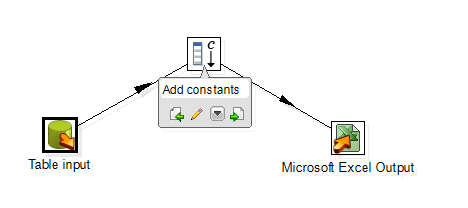 c
Add constants
Table input
Microsoft Excel Output